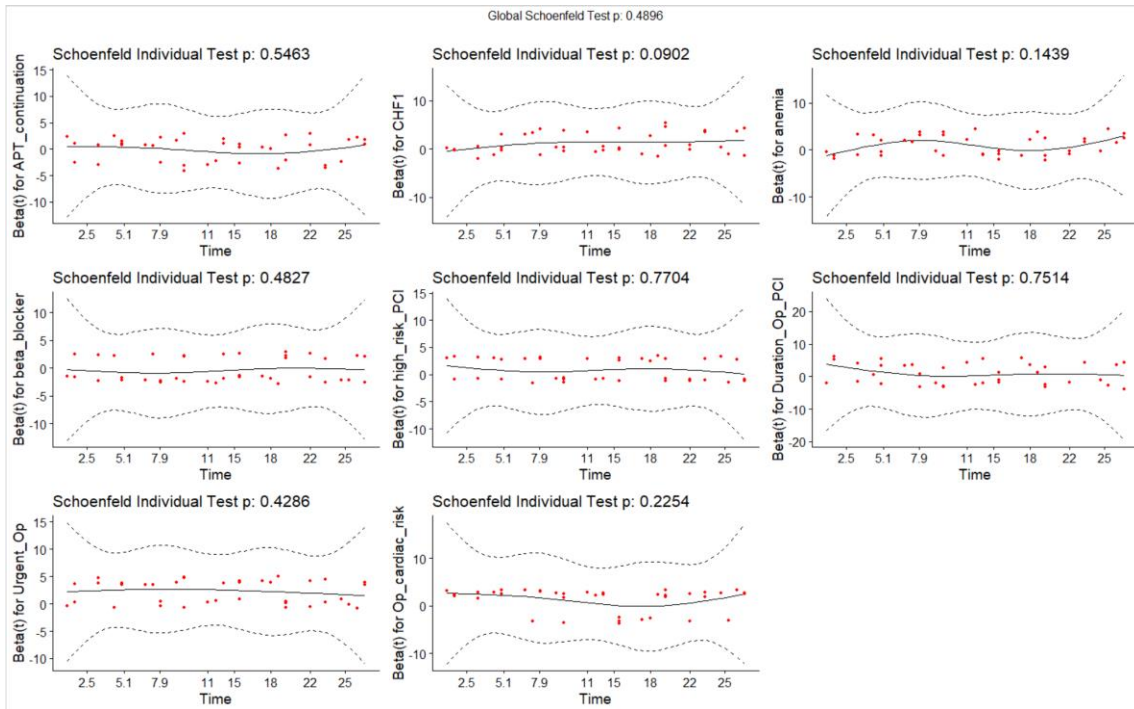 Global Schoenfeld Test p: 0.4896
Schoenfeld Individual Test p: 0.5463
Beta(t) for APT_continuation
15
10
5
0
-5
-10
2.5 5.1 7.9 11 15 18 22 25
Time
Schoenfeld Individual Test p: 0.0902
Beta(t) for CHF1
10
0
-10
2.5 5.1 7.9 11 15 18 22 25
Time
Schoenfeld Individual Test p: 0.1439
Beta(t) for anemia
10
0
-10
2.5 5.1 7.9 11 15 18 22 25
Time
Schoenfeld Individual Test p: 0.4827
Beta(t) for beta_blocker
10
5
0
-5
-10
2.5 5.1 7.9 11 15 18 22 25
Time
Schoenfeld Individual Test p: 0.7704
Beta(t) for high_risk_PCI
15
10
5
0
-5
-10
2.5 5.1 7.9 11 15 18 22 25
Time
Schoenfeld Individual Test p: 0.7514
Beta(t) for Duration_Op_PCI
20
10
0
-10
-20
2.5 5.1 7.9 11 15 18 22 25
Time
Schoenfeld Individual Test p: 0.4286
Beta(t) for Urgent_Op
15
10
5
0
-5
-10
2.5 5.1 7.9 11 15 18 22 25
Time
Schoenfeld Individual Test p: 0.2254
Beta(t) for Op_cardiac_risk
10
0
-10
2.5 5.1 7.9 11 15 18 22 25
Time